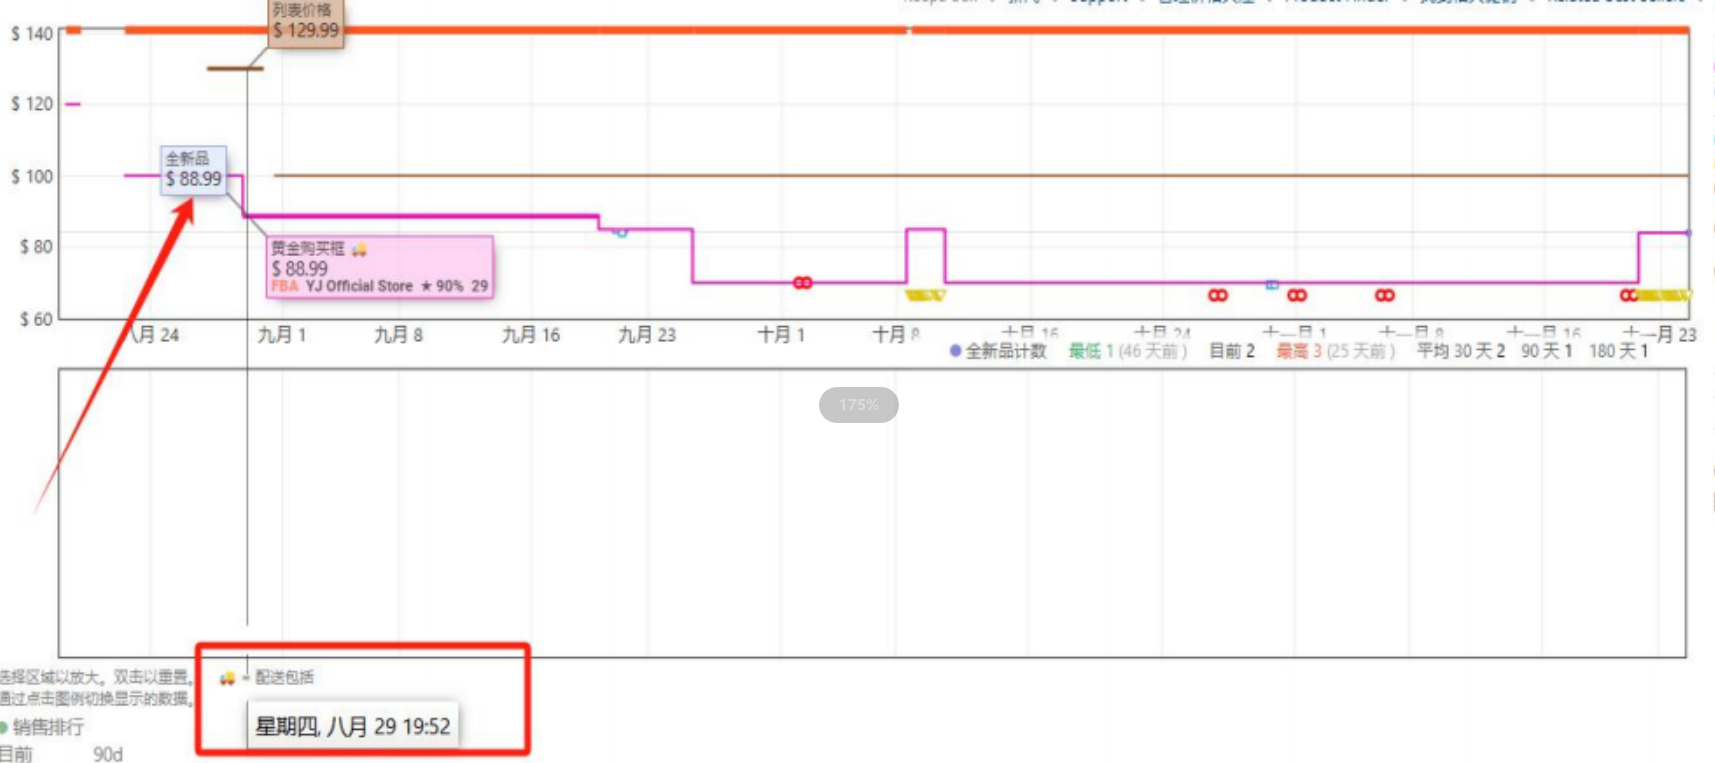 列表价格
$ 129.99
$ 140
$ 120
$ 100
$ 80
$ 60
全新品
$ 88.99
黄金购买框
$ 88.99
FBA YJ Official Store ★ 90% 29
月 24
九月 1
九月 8
九月 16
九月 23
十月 1
十月 8
十月 16
十月 24
十一月 1
十一月 8
十一月 16
十一月 23
全新品计数 最低 1 (46 天前) 目前 2 最高 3 (25 天前) 平均 30 天 2 90 天 1 180 天 1
175%
选择区域以放大。双击以重置。
通过点击图例切换显示的数据。
= 配送包括
星期四, 八月 29 19:52
销售排行
目前 90d